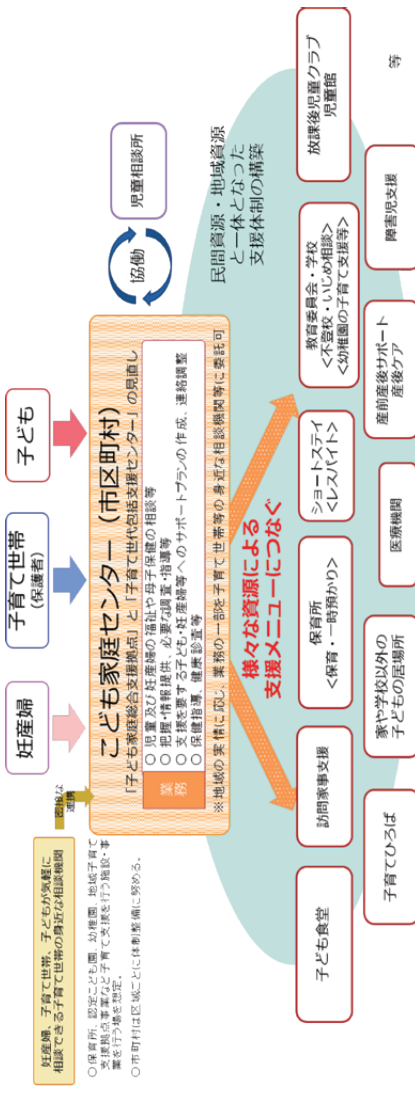 妊産婦
子育て世帯
(保護者)
子ども
妊産婦、子育て世帯、子どもが気軽に
相談できる子育て世帯の身近な相談機関
○保育所、認定こども園、幼稚園、地域子育て
支援拠点事業など子育て支援を行う施設・事
業を行う場を想定。
○市町村は区域ごとに体制整備に努める。
密接な
連携
こども家庭センター(市区町村)
「子ども家庭総合支援拠点」と「子育て世代包括支援センター」の見直し
業務
○児童及び妊産婦の福祉や母子保健の相談等
○把握・情報提供、必要な調査・指導等
○支援を要する子ども・妊産婦等へのサポートプランの作成、連絡調整
○保健指導、健康診査等
※地域の実情に応じ、業務の一部を子育て世帯等の身近な相談機関等に委託可
協働
児童相談所
様々な資源による
支援メニューにつなぐ
民間資源・地域資源
と一体となった
支援体制の構築
子ども食堂
訪問家事支援
保育所
<保育・一時預かり>
ショートステイ
<レスパイト>
教育委員会・学校
<不登校・いじめ相談>
<幼稚園の子育て支援等>
放課後児童クラブ
児童館
子育てひろば
家や学校以外の
子どもの居場所
医療機関
産前産後サポート
産後ケア
障害児支援
等